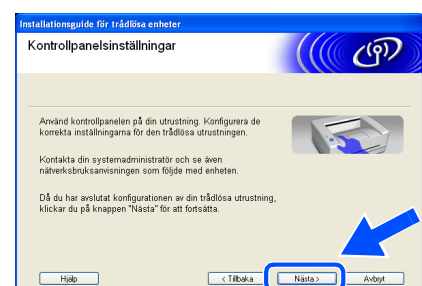 Installationsguide för trådlösa enheter
Kontrollpanelsinställningar
Använd kontrollpanelen på din utrustning. Konfigurera de
korrekta inställningarna för den trådlösa utrustningen.
Kontakta din systemadministratör och se även
nätverksbruksanvisningen som följde med enheten.
Då du har avslutat konfigurationen av din trådlösa utrustning,
klickar du på knappen "Nästa" för att fortsätta.
Hjälp
< Tillbaka
Nästa >
Avbryt